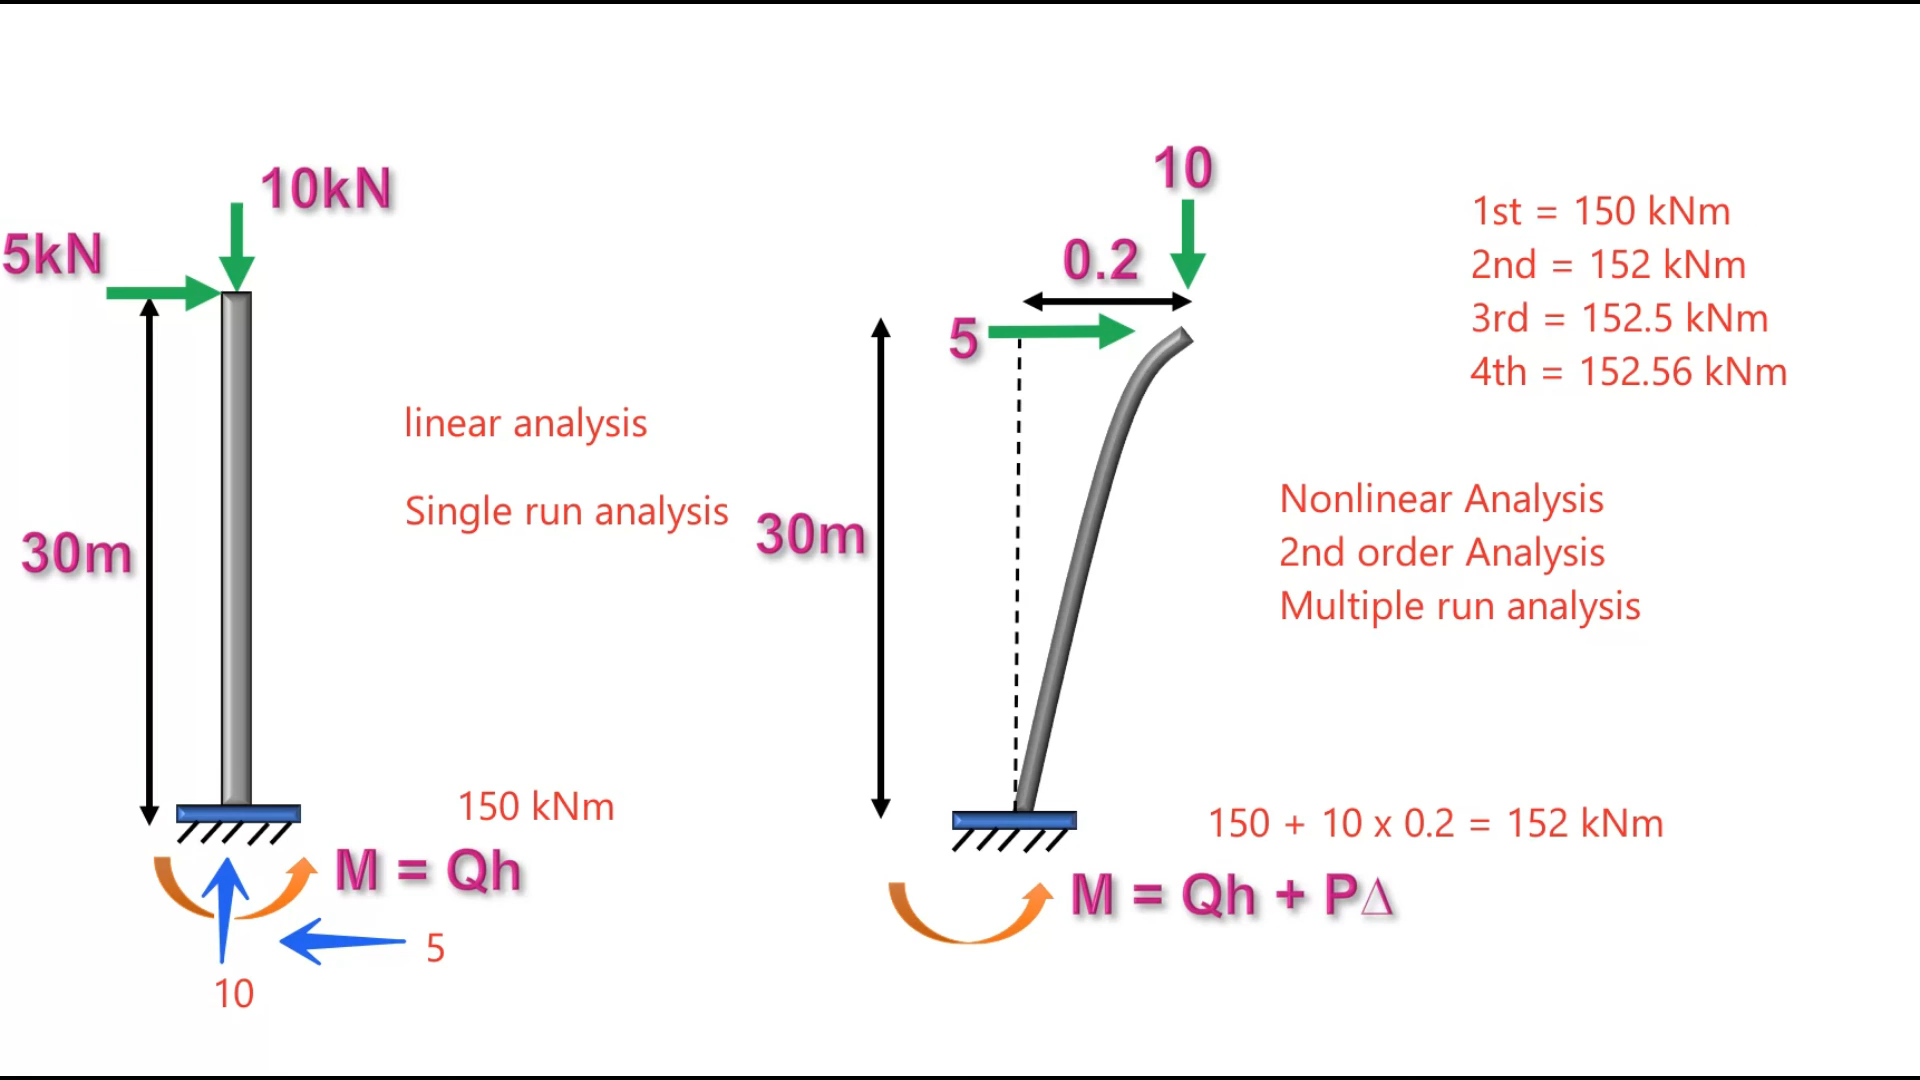 10kN
5kN
30m
linear analysis
Single run analysis
150 kNm
M = Qh
5
10
10
0.2
5
30m
1st = 150 kNm
2nd = 152 kNm
3rd = 152.5 kNm
4th = 152.56 kNm
Nonlinear Analysis
2nd order Analysis
Multiple run analysis
150 + 10 x 0.2 = 152 kNm
M = Qh + PΔ